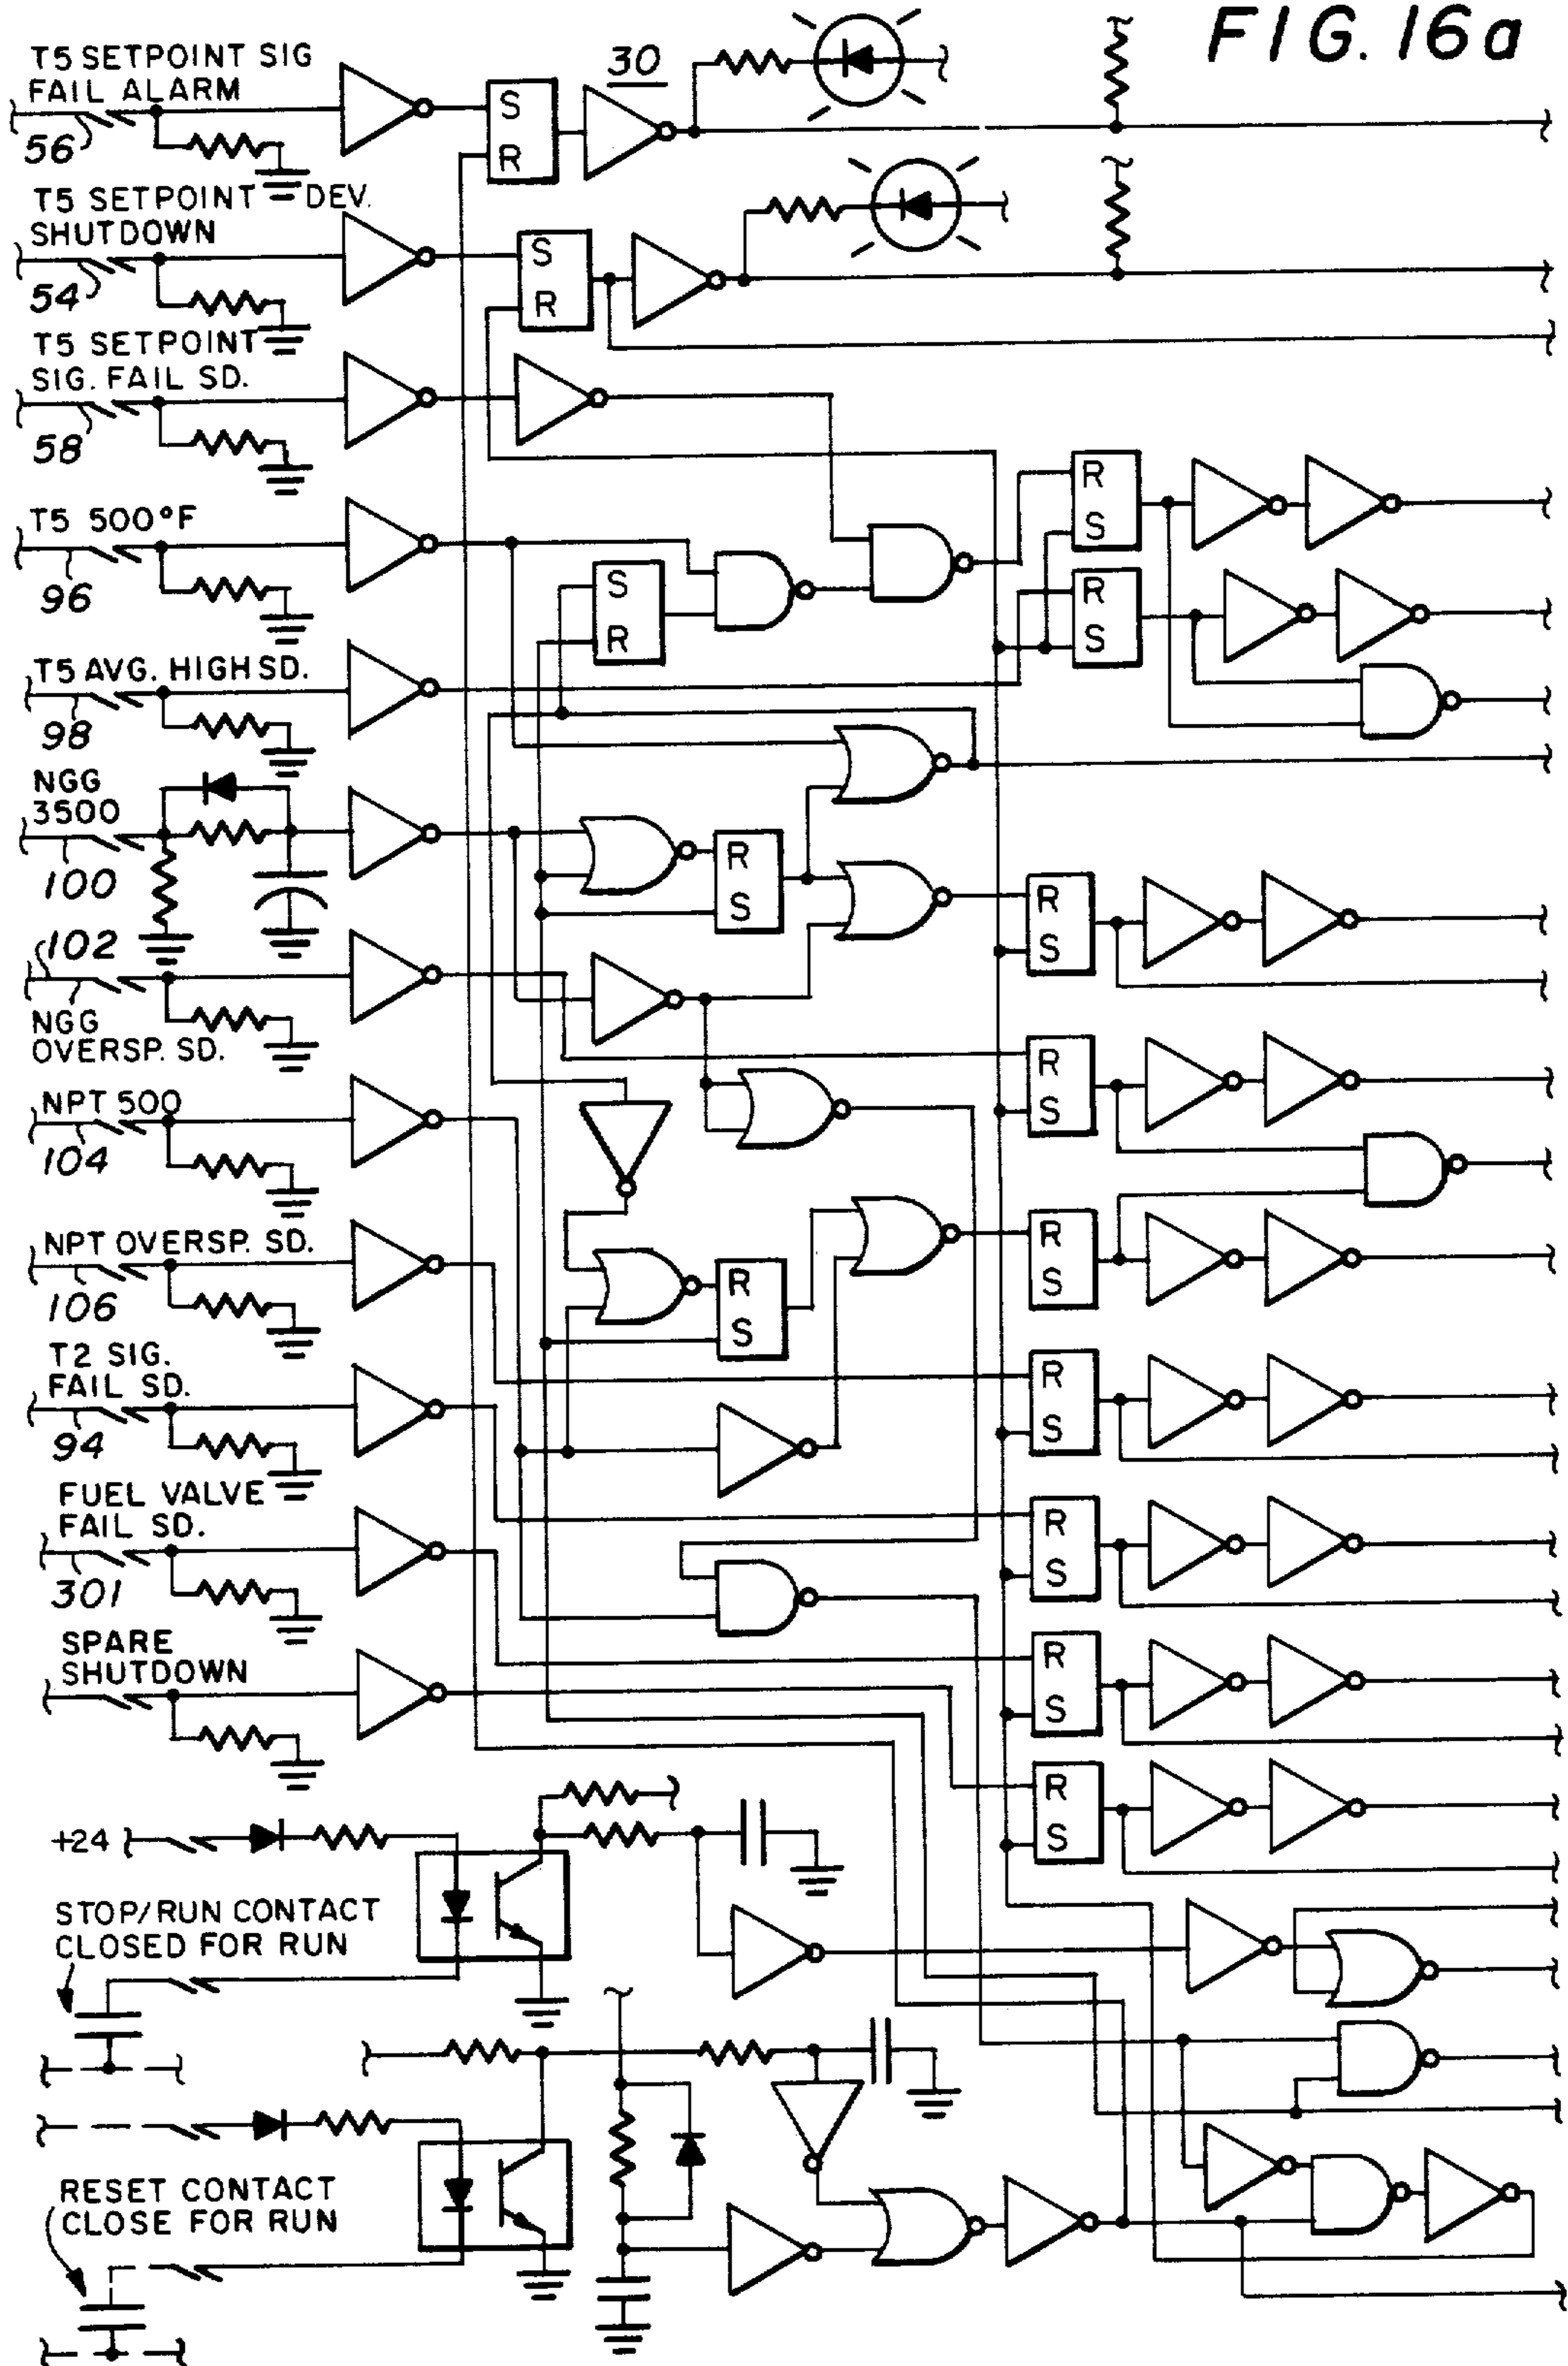 FIG. 16a
T5 SETPOINT SIG
FAIL ALARM
56
30
S
R
T5 SETPOINT DEV.
SHUTDOWN
54
S
R
T5 SETPOINT
SIG. FAIL SD.
58
R
S
T5 500°F
96
S
R
R
S
T5 AVG. HIGH SD.
98
NGG
3500
100
R
S
R
S
102
NGG
OVERSP. SD.
R
S
NPT 500
104
NPT OVERSP. SD.
106
R
S
R
S
T2 SIG.
FAIL SD.
94
R
S
FUEL VALVE
FAIL SD.
301
R
S
SPARE
SHUTDOWN
R
S
R
S
+24
STOP/RUN CONTACT
CLOSED FOR RUN
RESET CONTACT
CLOSE FOR RUN